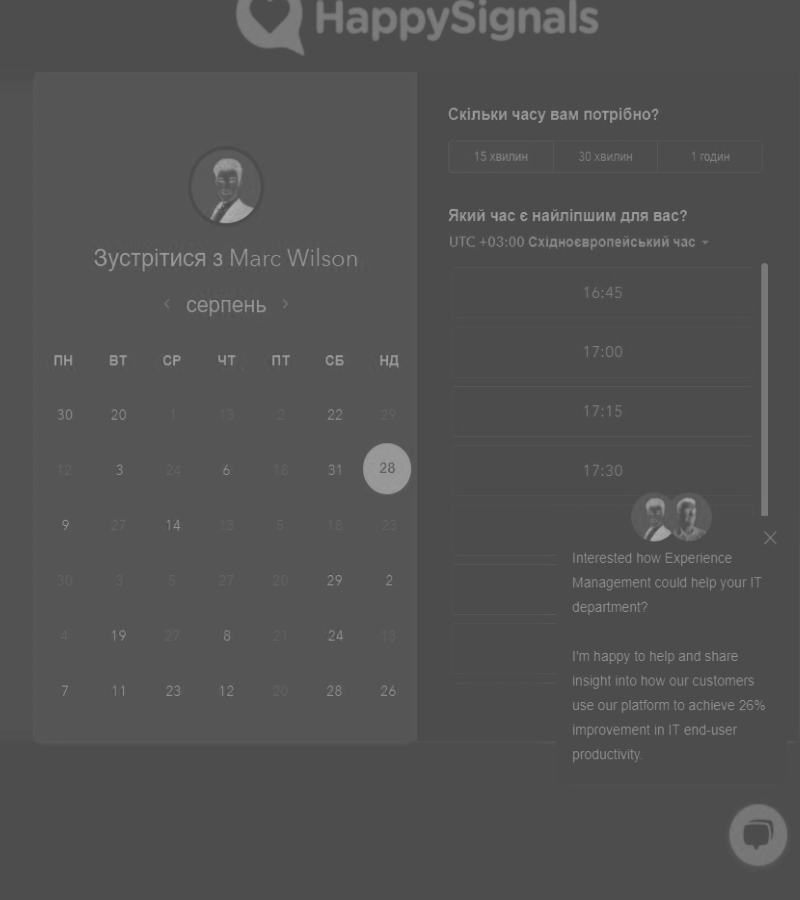 HappySignals
Зустрітися з Marc Wilson
серпень
ПН ВТ СР ЧТ ПТ СБ НД
30 20 1 13 2 22 29
12 3 24 6 18 31 28
9 27 14 13 5 18 23
30 3 5 27 20 29 2
4 19 27 8 21 24 13
7 11 23 12 20 28 26
Скільки часу вам потрібно?
15 хвилин 30 хвилин 1 годин
Який час є найліпшим для вас?
UTC +03:00 Східноєвропейський час
16:45
17:00
17:15
17:30
Interested how Experience
Management could help your IT
department?
I'm happy to help and share
insight into how our customers
use our platform to achieve 26%
improvement in IT end-user
productivity.